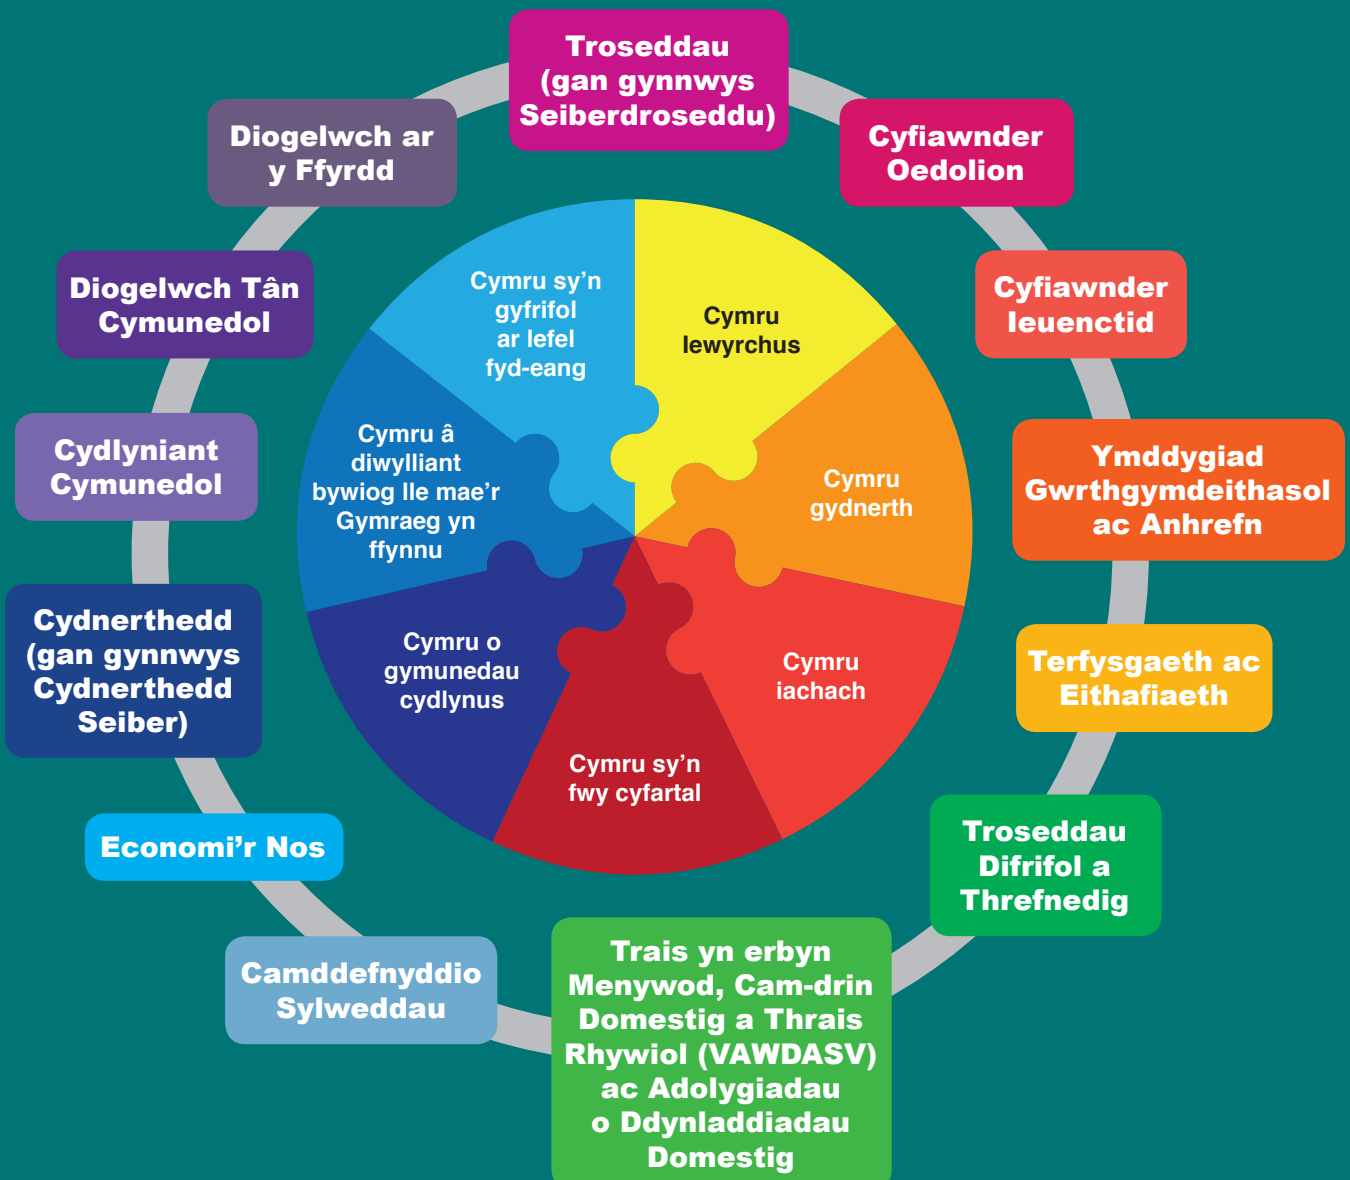 Troseddau
(gan gynnwys
Seiberdroseddu)
Cyfiawnder
Oedolion
Cyfiawnder
Ieuenctid
Ymddygiad
Gwrthgymdeithasol
ac Anhrefn
Terfysgaeth ac
Eithafiaeth
Troseddau
Difrifol a
Threfnedig
Trais yn erbyn
Menywod, Cam-drin
Domestig a Thrais
Rhywiol (VAWDASV)
ac Adolygiadau
o Ddynladdiadau
Domestig
Camddefnyddio
Sylweddau
Economi’r Nos
Cydnerthedd
(gan gynnwys
Cydnerthedd
Seiber)
Cydlyniant
Cymunedol
Diogelwch Tân
Cymunedol
Diogelwch ar
y Ffyrdd
Cymru
lewyrchus
Cymru
gydnerth
Cymru
iachach
Cymru sy’n
fwy cyfartal
Cymru o
gymunedau
cydlynus
Cymru â
diwylliant
bywiog lle mae’r
Gymraeg yn
ffynnu
Cymru sy’n
gyfrifol
ar lefel
fyd-eang